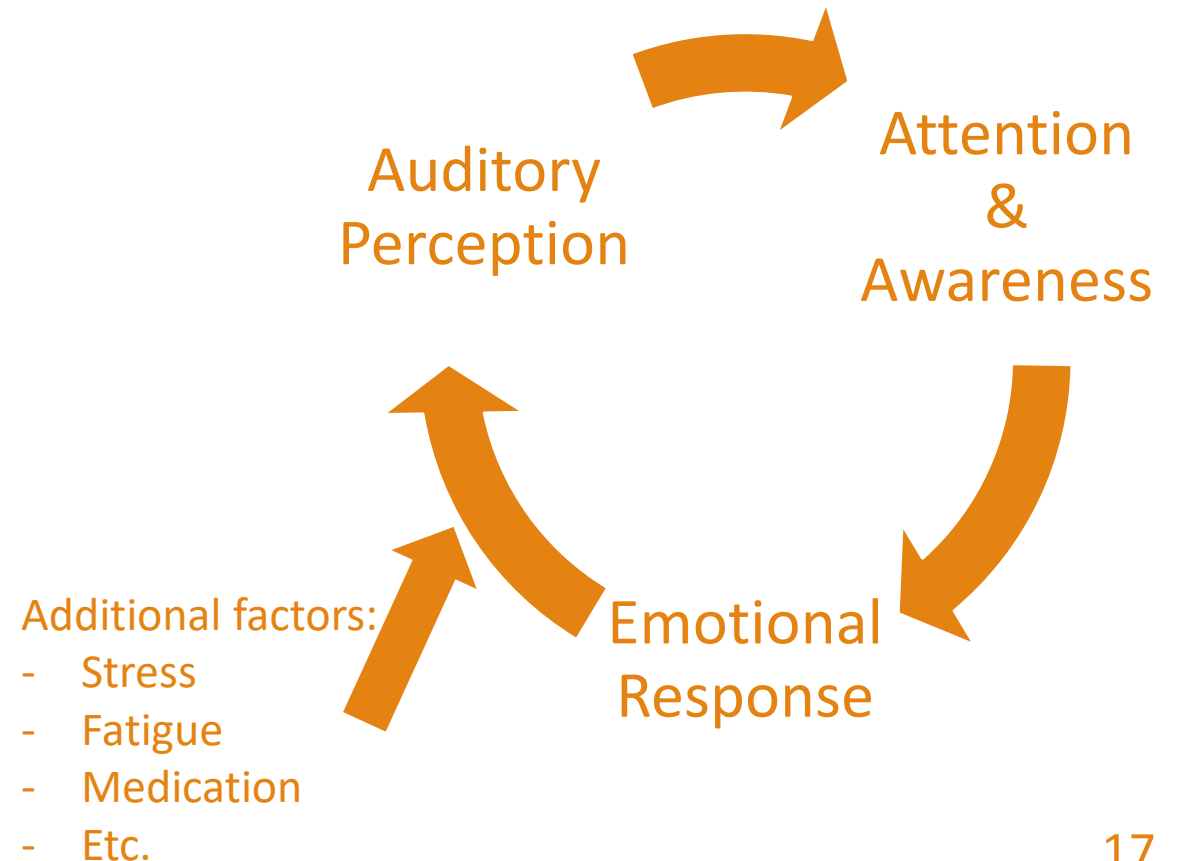 Auditory
Perception
Attention
&
Awareness
Emotional
Response
Additional factors:
- Stress
- Fatigue
- Medication
- Etc.
17